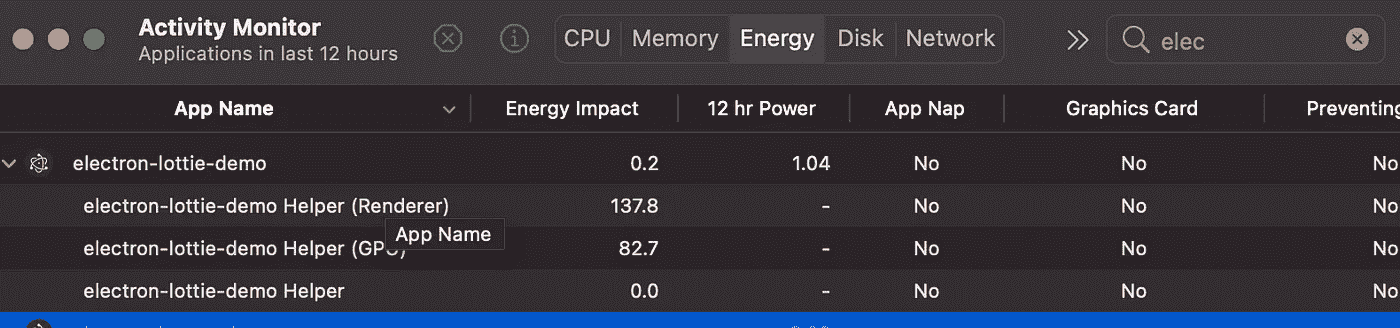 Activity Monitor
Applications in last 12 hours
CPU Memory Energy Disk Network
elec
App Name Energy Impact 12 hr Power App Nap Graphics Card Preventing
electron-lottie-demo 0.2 1.04 No No No
electron-lottie-demo Helper (Renderer) 137.8 - No No No
App Name
electron-lottie-demo Helper (GPU) 82.7 - No No No
electron-lottie-demo Helper 0.0 - No No No